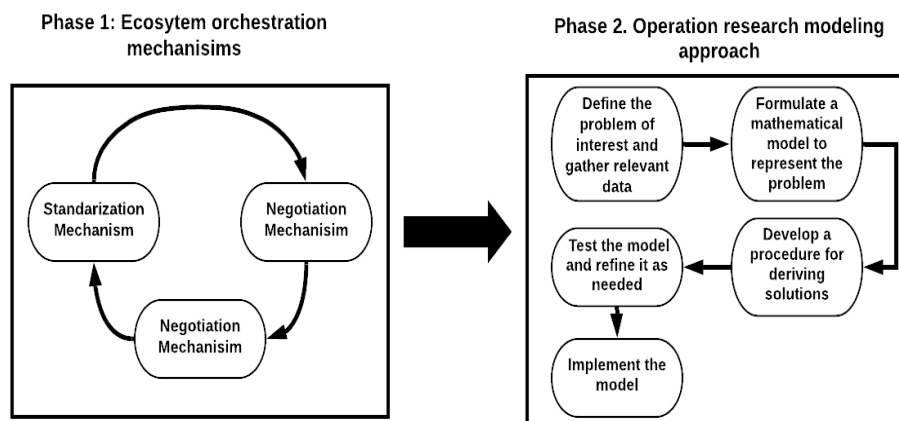 Phase 1: Ecosytem orchestration
mechanisims
Standarization
Mechanism
Negotiation
Mechanisim
Negotiation
Mechanisim
Phase 2. Operation research modeling
approach
Define the
problem of
interest and
gather relevant
data
Formulate a
mathematical
model to
represent the
problem
Develop a
procedure for
deriving
solutions
Test the model
and refine it as
needed
Implement the
model